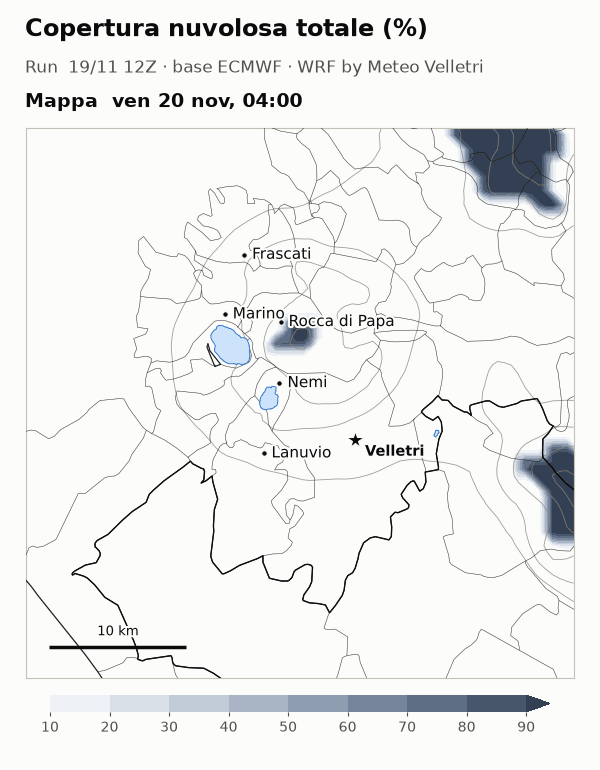 Copertura nuvolosa totale (%)
Run 19/11 12Z · base ECMWF · WRF by Meteo Velletri
Mappa ven 20 nov, 04:00
Frascati
Marino
Rocca di Papa
Nemi
Velletri
Lanuvio
10 km
10 20 30 40 50 60 70 80 90